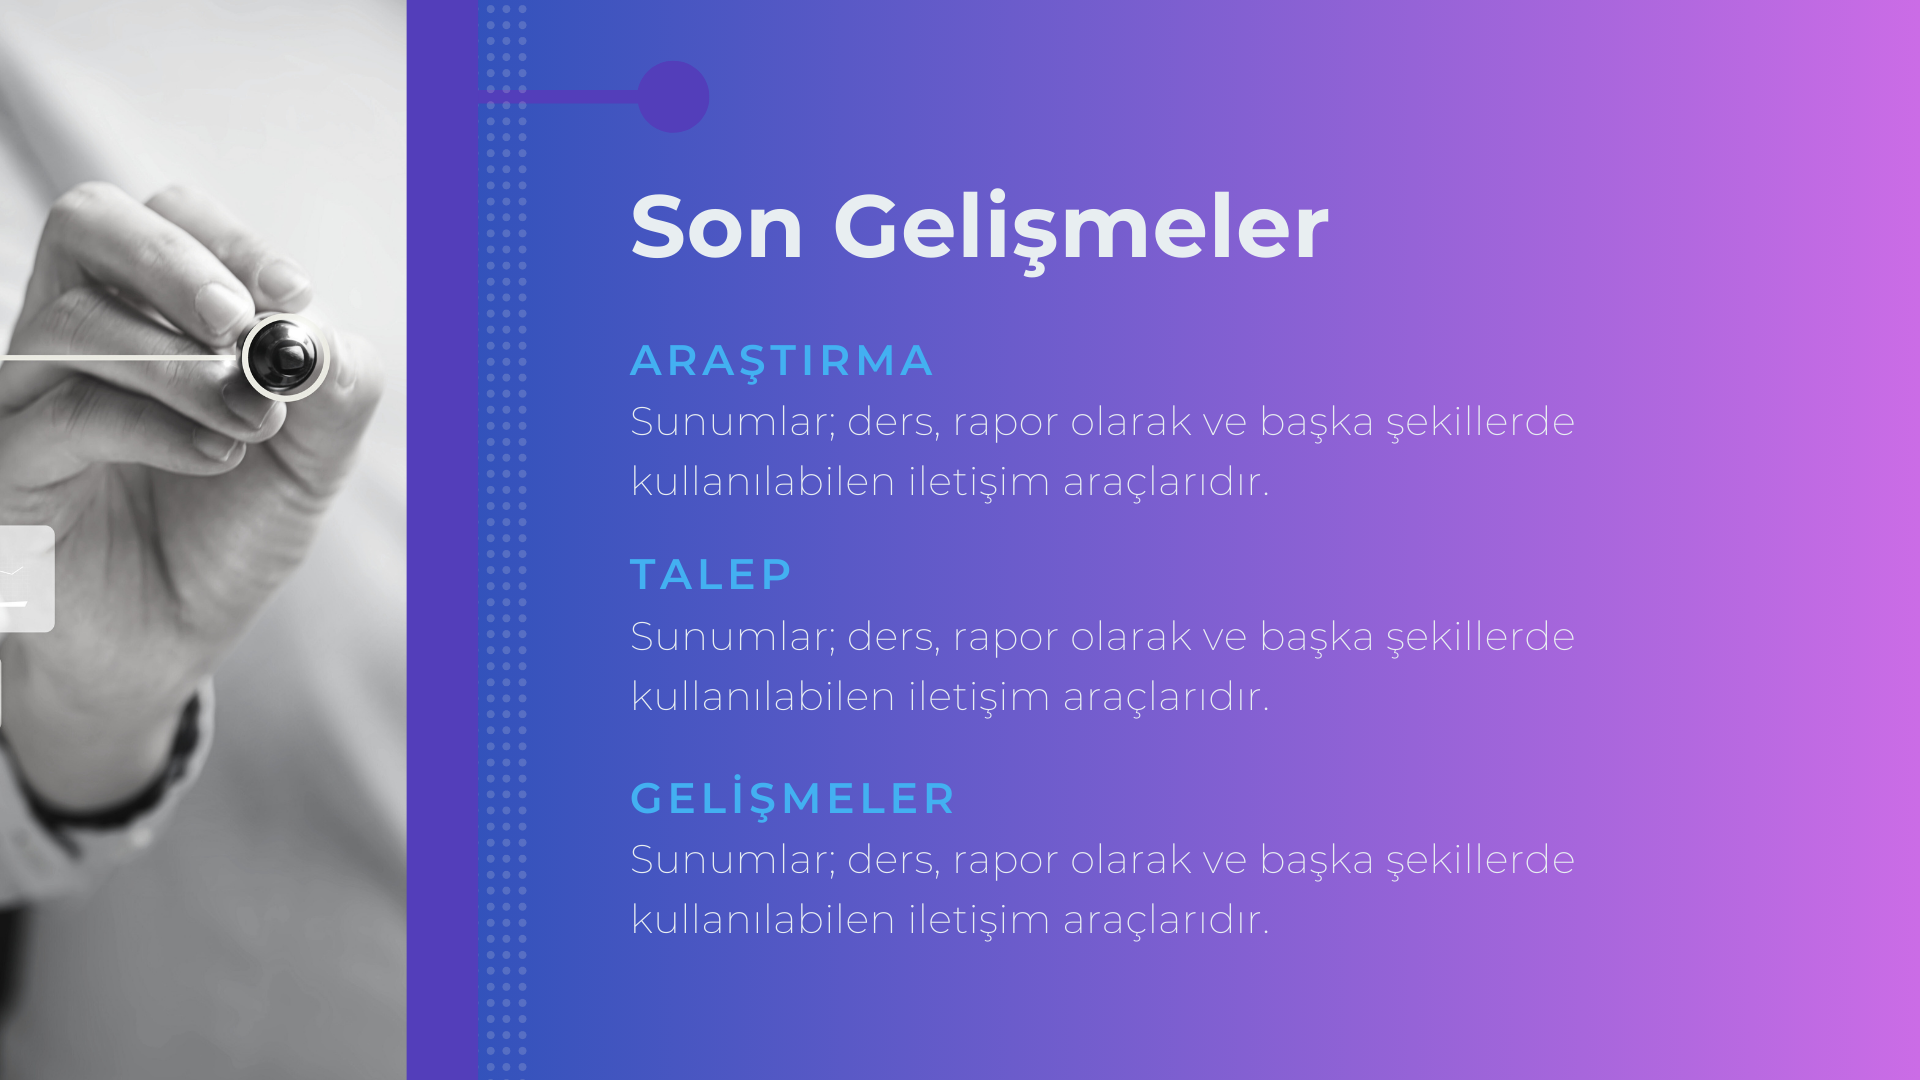 Son Gelişmeler
ARAŞTIRMA
Sunumlar; ders, rapor olarak ve başka şekillerde
kullanılabilen iletişim araçlarıdır.
TALEP
Sunumlar; ders, rapor olarak ve başka şekillerde
kullanılabilen iletişim araçlarıdır.
GELİŞMELER
Sunumlar; ders, rapor olarak ve başka şekillerde
kullanılabilen iletişim araçlarıdır.